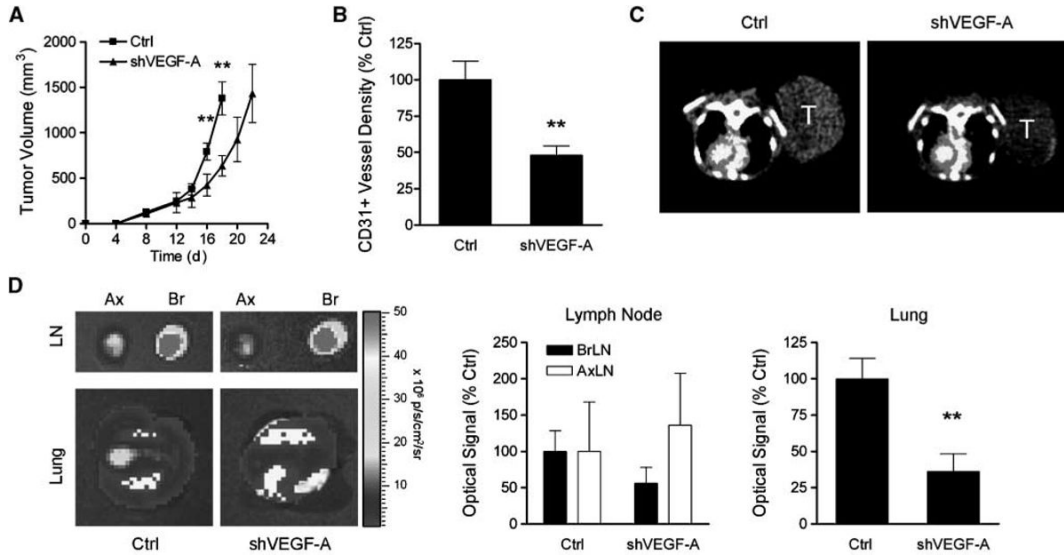 A
Tumor Volume (mm³)
2000
1500
1000
500
0
Ctrl
shVEGF-A
**
**
0 4 8 12 16 20 24
Time (d)
B
CD31+ Vessel Density (% Ctrl)
125
100
75
50
25
0
**
Ctrl shVEGF-A
C
Ctrl shVEGF-A
T T
D
Ax Br Ax Br
LN
Lung
Ctrl shVEGF-A
50
40
30
20
10
x 10⁶ p/s/cm²/sr
Lymph Node
Optical Signal (% Ctrl)
250
200
150
100
50
0
BrLN
AxLN
Ctrl shVEGF-A
Lung
Optical Signal (% Ctrl)
125
100
75
50
25
0
**
Ctrl shVEGF-A